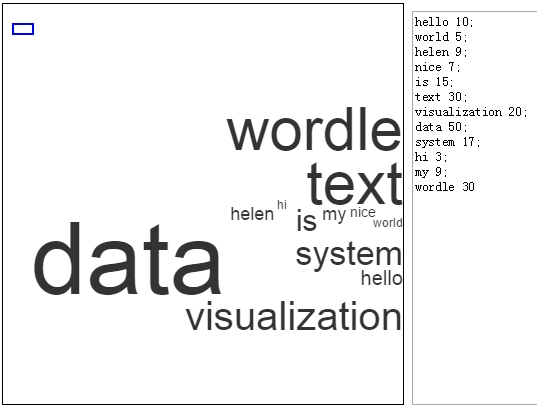 wordle
text
hi
helen is my nice
world
data system
hello
visualization
hello 10;
world 5;
helen 9;
nice 7;
is 15;
text 30;
visualization 20;
data 50;
system 17;
hi 3;
my 9;
wordle 30